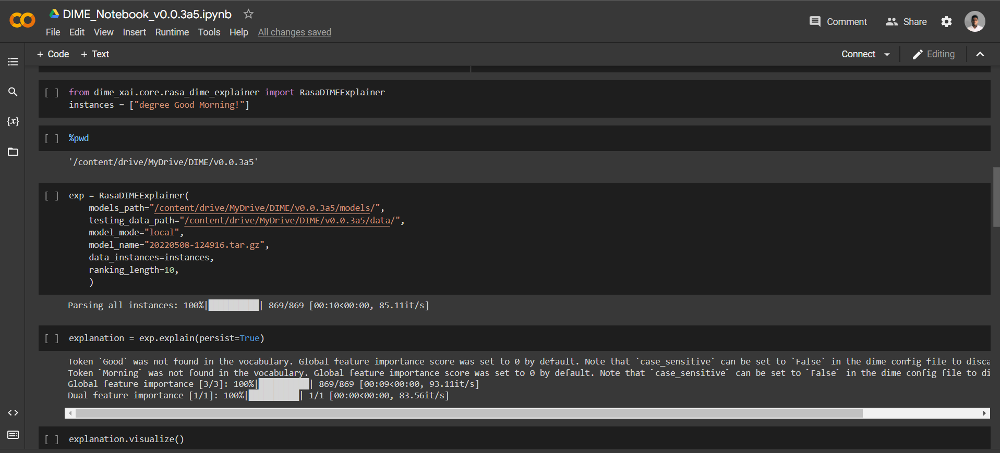 DIME_Notebook_v0.0.3a5.ipynb
File Edit View Insert Runtime Tools Help All changes saved
Comment Share
+ Code + Text
Connect Editing
[ ] from dime_xai.core.rasa_dime_explainer import RasaDIMEExplainer
instances = ["degree Good Morning!"]
{x}
[ ] %pwd
'/content/drive/MyDrive/DIME/v0.0.3a5'
[ ] exp = RasaDIMEExplainer(
models_path="/content/drive/MyDrive/DIME/v0.0.3a5/models/",
testing_data_path="/content/drive/MyDrive/DIME/v0.0.3a5/data/",
model_mode="local",
model_name="20220508-124916.tar.gz",
data_instances=instances,
ranking_length=10,
)
Parsing all instances: 100%|██████████| 869/869 [00:10<00:00, 85.11it/s]
[ ] explanation = exp.explain(persist=True)
Token `Good` was not found in the vocabulary. Global feature importance score was set to 0 by default. Note that `case_sensitive` can be set to `False` in the dime config file to disca
Token `Morning` was not found in the vocabulary. Global feature importance score was set to 0 by default. Note that `case_sensitive` can be set to `False` in the dime config file to di
Global feature importance [3/3]: 100%|██████████| 869/869 [00:09<00:00, 93.11it/s]
Dual feature importance [1/1]: 100%|██████████| 1/1 [00:00<00:00, 83.56it/s]
[ ] explanation.visualize()